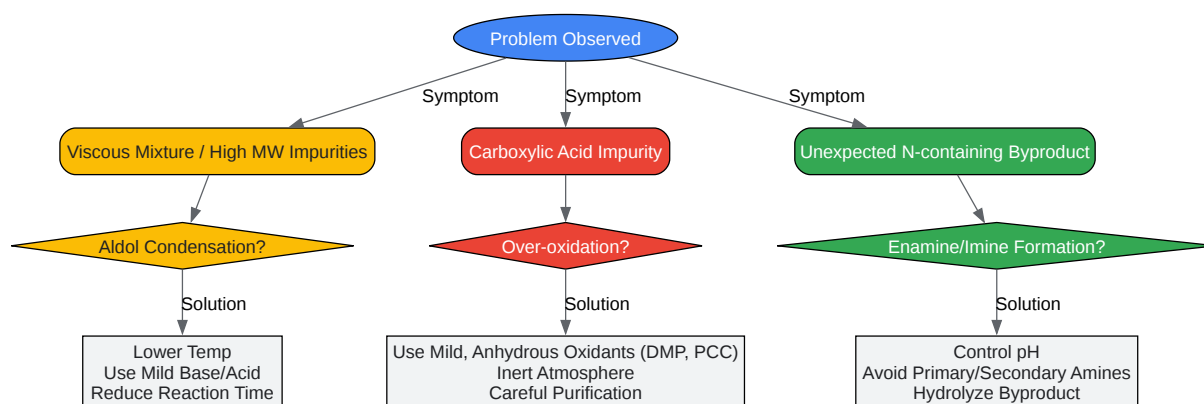 Problem Observed
Symptom
Symptom
Symptom
Viscous Mixture / High MW Impurities
Carboxylic Acid Impurity
Unexpected N-containing Byproduct
Aldol Condensation?
Over-oxidation?
Enamine/Imine Formation?
Solution
Solution
Solution
Lower Temp
Use Mild Base/Acid
Reduce Reaction Time
Use Mild, Anhydrous Oxidants (DMP, PCC)
Inert Atmosphere
Careful Purification
Control pH
Avoid Primary/Secondary Amines
Hydrolyze Byproduct